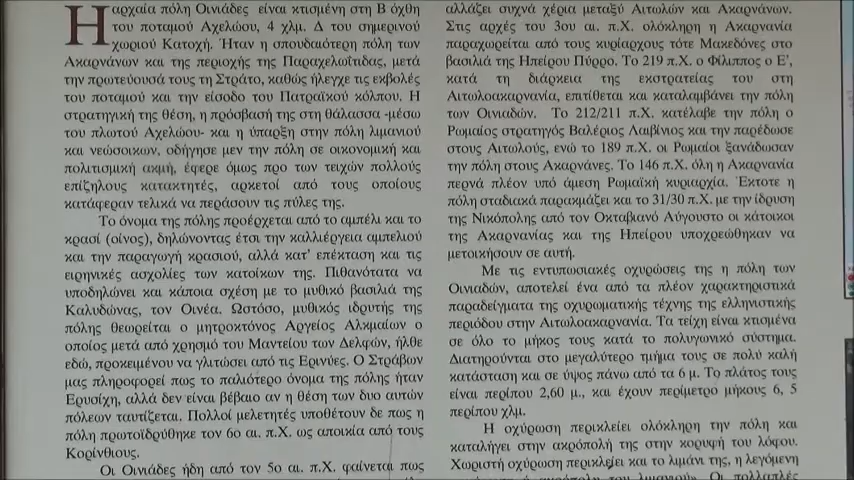 Η αρχαία πόλη Οινιάδες είναι κτισμένη στη Β όχθη
του ποταμού Αχελώου, 4 χλμ. Δ του σημερινού
χωριού Κατοχή. Ήταν η σπουδαιότερη πόλη των
Ακαρνάνων και της περιοχής της Παραχελωΐτιδας, μετά
την πρωτεύουσά τους τη Στράτο, καθώς ήλεγχε τις εκβολές
του ποταμού και την είσοδο του Πατραϊκού κόλπου. Η
στρατηγική της θέση, η πρόσβασή της στη θάλασσα -μέσω
του πλωτού Αχελώου- και η ύπαρξη στην πόλη λιμανιού
και νεώσοικων, οδήγησε μεν την πόλη σε οικονομική και
πολιτισμική ακμή, έφερε όμως προ των τειχών πολλούς
επίζηλους κατακτητές, αρκετοί από τους οποίους
κατάφεραν τελικά να περάσουν τις πύλες της.
Το όνομα της πόλης προέρχεται από το αμπέλι και το
κρασί (οίνος), δηλώνοντας έτσι την καλλιέργεια αμπελιού
και την παραγωγή κρασιού, αλλά κατ' επέκταση και τις
ειρηνικές ασχολίες των κατοίκων της. Πιθανότατα να
υποδηλώνει και κάποια σχέση με το μυθικό βασιλιά της
Καλυδώνας, τον Οινέα. Ωστόσο, μυθικός ιδρυτής της
πόλης θεωρείται ο μητροκτόνος Αργείος Αλκμαίων ο
οποίος μετά από χρησμό του Μαντείου των Δελφών, ήλθε
εδώ, προκειμένου να γλιτώσει από τις Ερινύες. Ο Στράβων
μας πληροφορεί πως το παλιότερο όνομα της πόλης ήταν
Ερυσίχη, αλλά δεν είναι βέβαιο αν η θέση των δυο αυτών
πόλεων ταυτίζεται. Πολλοί μελετητές υποθέτουν δε πως η
πόλη πρωτοϊδρύθηκε τον 6ο αι. π.Χ. ως αποικία από τους
Κορίνθιους.
Οι Οινιάδες ήδη από τον 5ο αι. π.Χ. φαίνεται πως
αλλάζει συχνά χέρια μεταξύ Αιτωλών και Ακαρνάνων.
Στις αρχές του 3ου αι. π.Χ. ολόκληρη η Ακαρνανία
παραχωρείται από τους κυρίαρχους τότε Μακεδόνες στο
βασιλιά της Ηπείρου Πύρρο. Το 219 π.Χ. ο Φίλιππος ο Ε',
κατά τη διάρκεια της εκστρατείας του στη
Αιτωλοακαρνανία, επιτίθεται και καταλαμβάνει την πόλη
των Οινιαδών. Το 212/211 π.Χ. κατέλαβε την πόλη ο
Ρωμαίος στρατηγός Βαλέριος Λαιβίνιος και την παρέδωσε
στους Αιτωλούς, ενώ το 189 π.Χ. οι Ρωμαίοι ξανάδωσαν
την πόλη στους Ακαρνάνες. Το 146 π.Χ. όλη η Ακαρνανία
περνά πλέον υπό άμεση Ρωμαϊκή κυριαρχία. Έκτοτε η
πόλη σταδιακά παρακμάζει και το 31/30 π.Χ. με την ίδρυση
της Νικόπολης από τον Οκταβιανό Αύγουστο οι κάτοικοι
της Ακαρνανίας και της Ηπείρου υποχρεώθηκαν να
μετοικήσουν σε αυτή.
Με τις εντυπωσιακές οχυρώσεις της η πόλη των
Οινιαδών, αποτελεί ένα από τα πλέον χαρακτηριστικά
παραδείγματα της οχυρωματικής τέχνης της ελληνιστικής
περιόδου στην Αιτωλοακαρνανία. Τα τείχη είναι κτισμένα
σε όλο το μήκος τους κατά το πολυγωνικό σύστημα.
Διατηρούνται στο μεγαλύτερο τμήμα τους σε πολύ καλή
κατάσταση και σε ύψος πάνω από τα 6 μ. Το πλάτος τους
είναι περίπου 2,60 μ., και έχουν περίμετρο μήκους 6, 5
περίπου χλμ.
Η οχύρωση περικλείει ολόκληρη την πόλη και
καταλήγει στην ακρόπολή της στην κορυφή του λόφου.
Χωριστή οχύρωση περικλείει και το λιμάνι της, η λεγόμενη
ακρόπολη του λιμανιού». Οι πολλαπλές